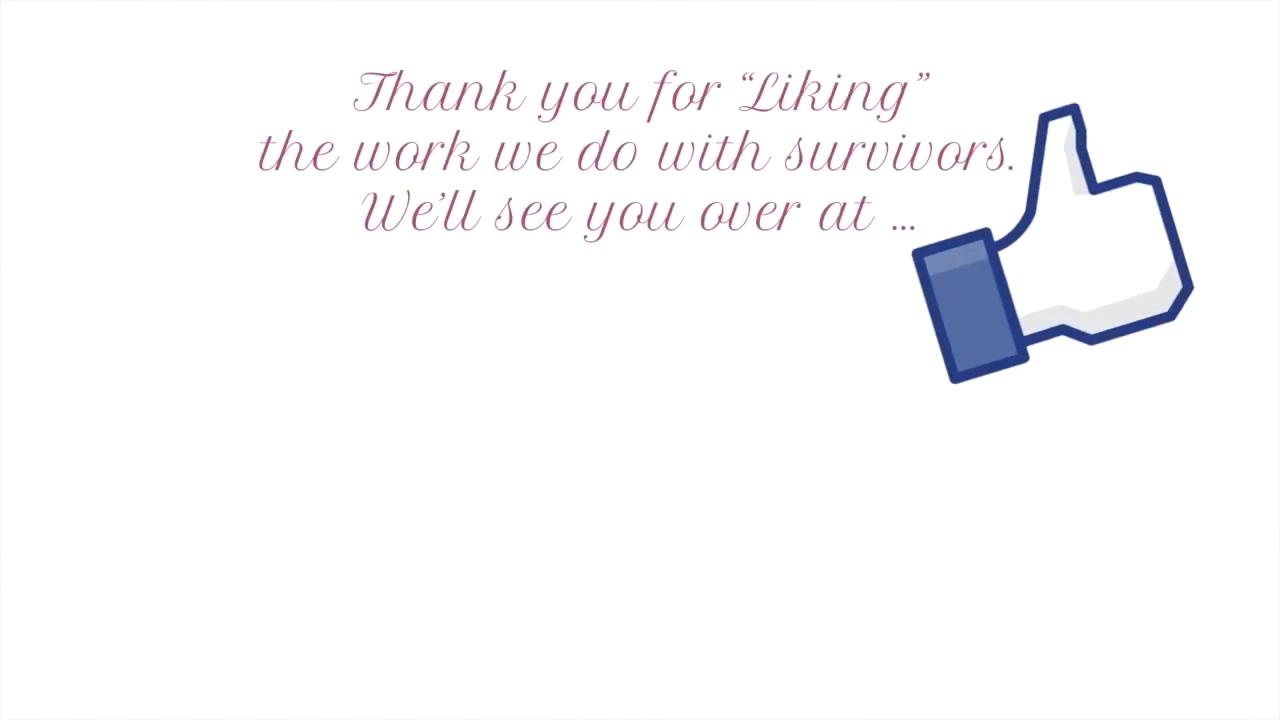 Thank you for “Liking”
the work we do with survivors.
We’ll see you over at ...